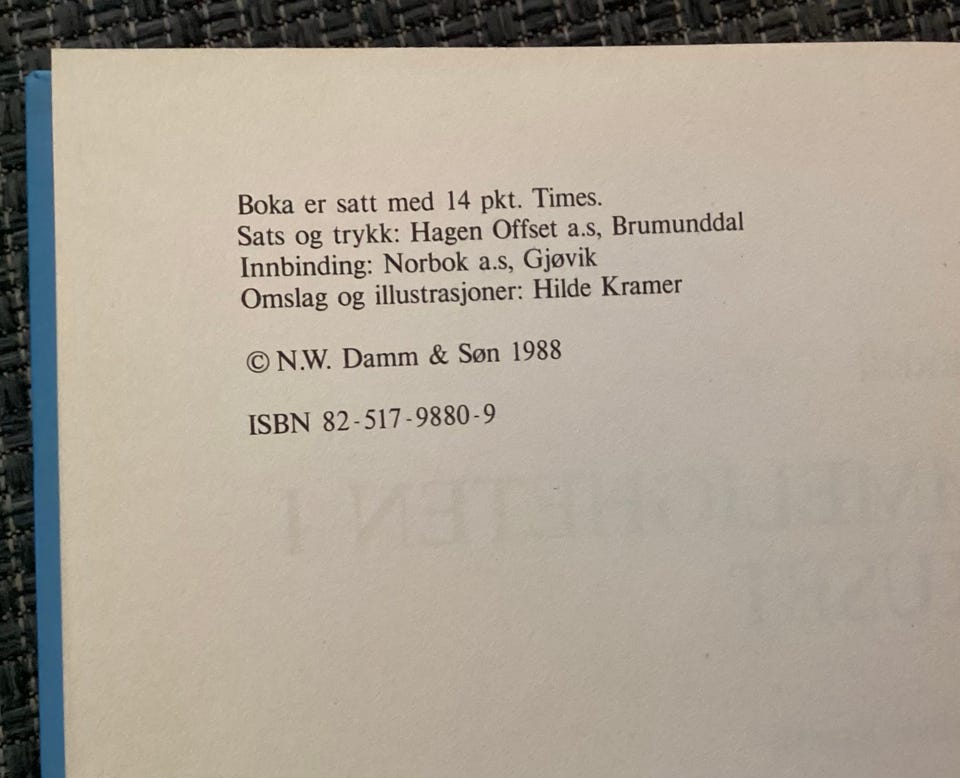 Boka er satt med 14 pkt. Times.
Sats og trykk: Hagen Offset a.s, Brumunddal
Innbinding: Norbok a.s, Gjøvik
Omslag og illustrasjoner: Hilde Kramer
© N.W. Damm & Søn 1988
ISBN 82-517-9880-9